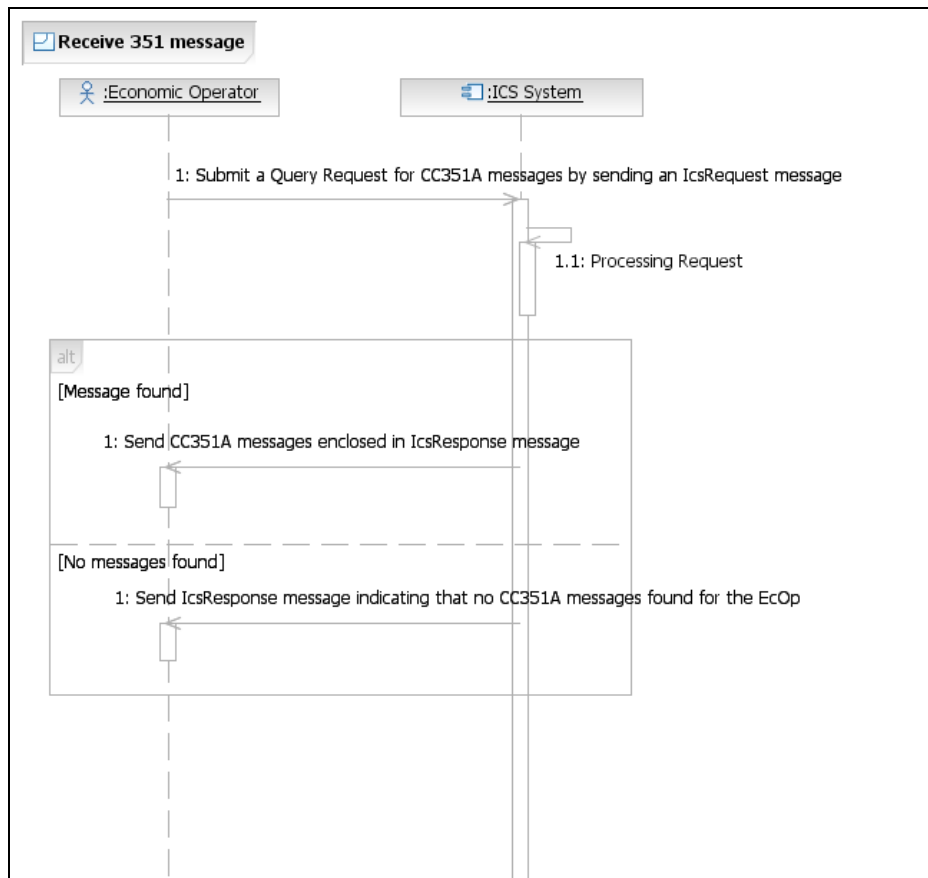 Receive 351 message
:Economic Operator
:ICS System
1: Submit a Query Request for CC351A messages by sending an IcsRequest message
1.1: Processing Request
alt
[Message found]
1: Send CC351A messages enclosed in IcsResponse message
[No messages found]
1: Send IcsResponse message indicating that no CC351A messages found for the EcOp